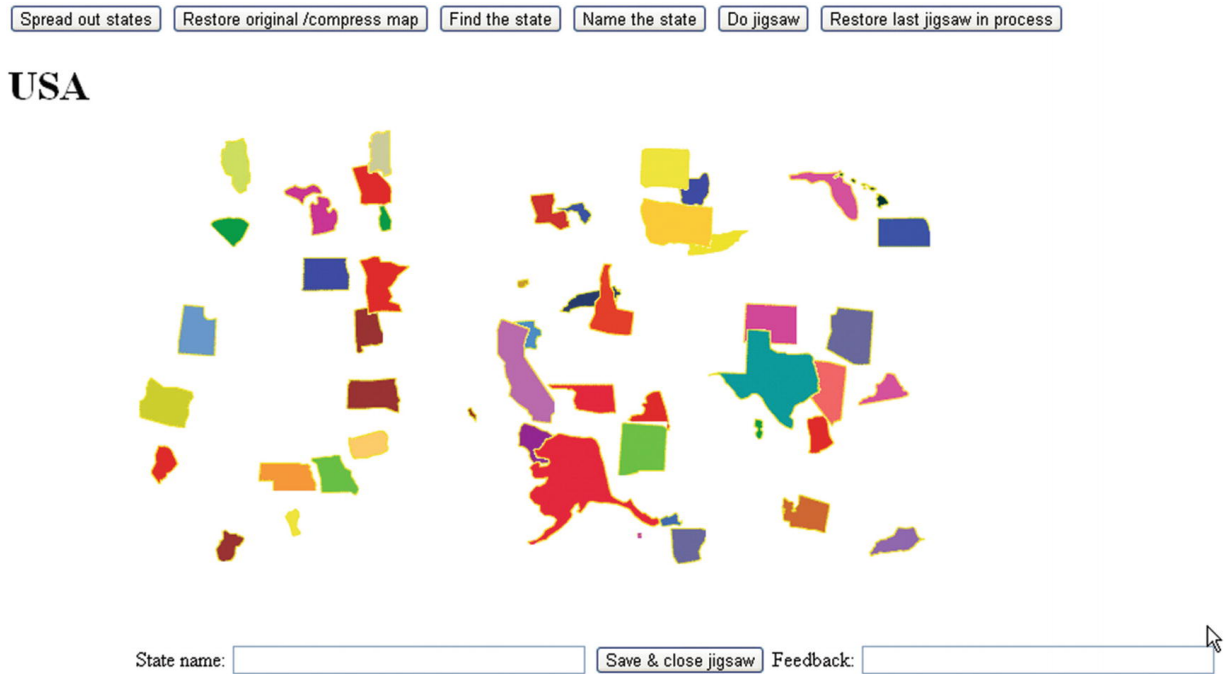 Spread out states Restore original /compress map Find the state Name the state Do jigsaw Restore last jigsaw in process
USA
State name: Save & close jigsaw Feedback: